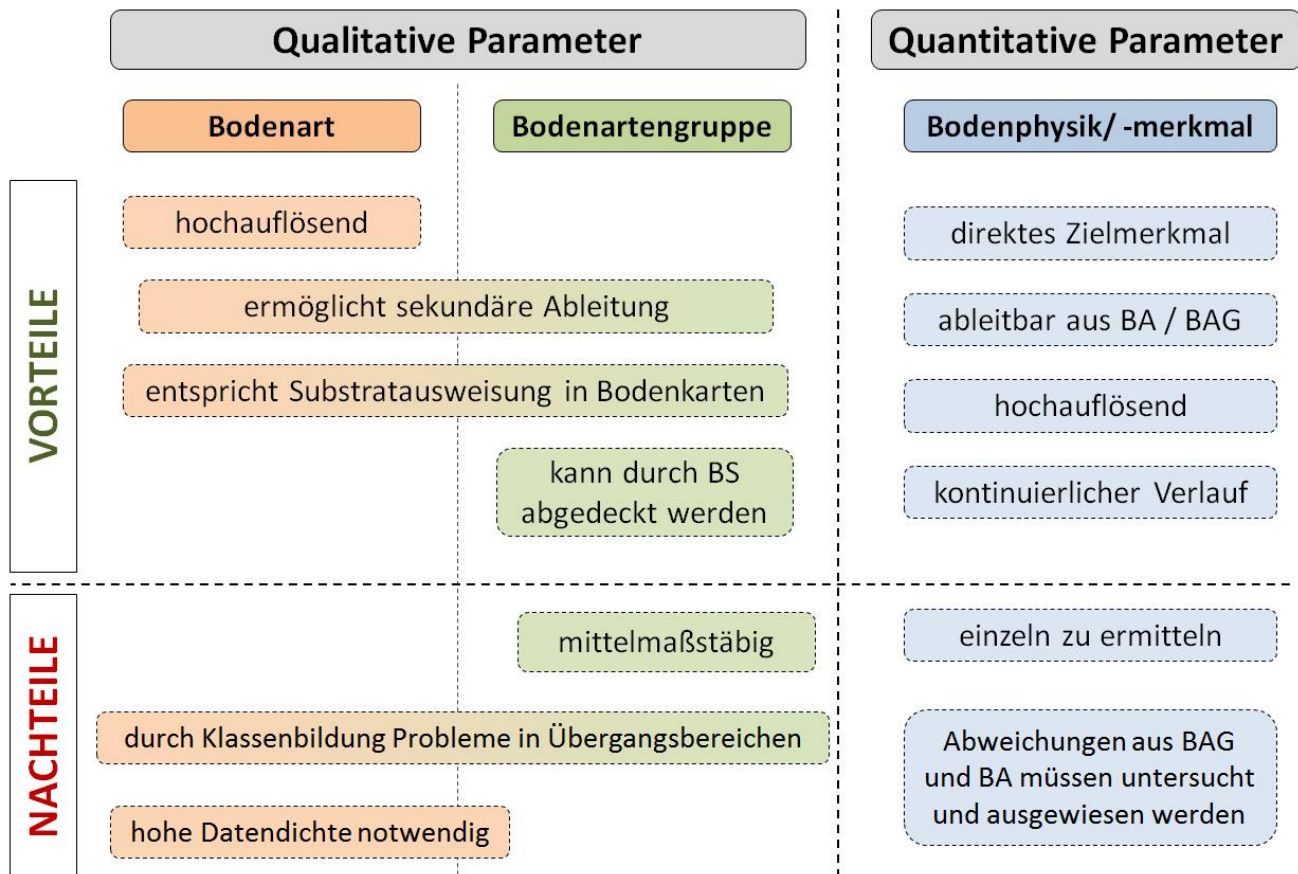 Qualitative Parameter
Quantitative Parameter
Bodenart
Bodenartengruppe
Bodenphysik/ -merkmal
VORTEILE
hochauflösend
ermöglicht sekundäre Ableitung
entspricht Substratausweisung in Bodenkarten
kann durch BS
abgedeckt werden
direktes Zielmerkmal
ableitbar aus BA / BAG
hochauflösend
kontinuierlicher Verlauf
NACHTEILE
mittelmaßstäbig
durch Klassenbildung Probleme in Übergangsbereichen
hohe Datendichte notwendig
einzeln zu ermitteln
Abweichungen aus BAG
und BA müssen untersucht
und ausgewiesen werden